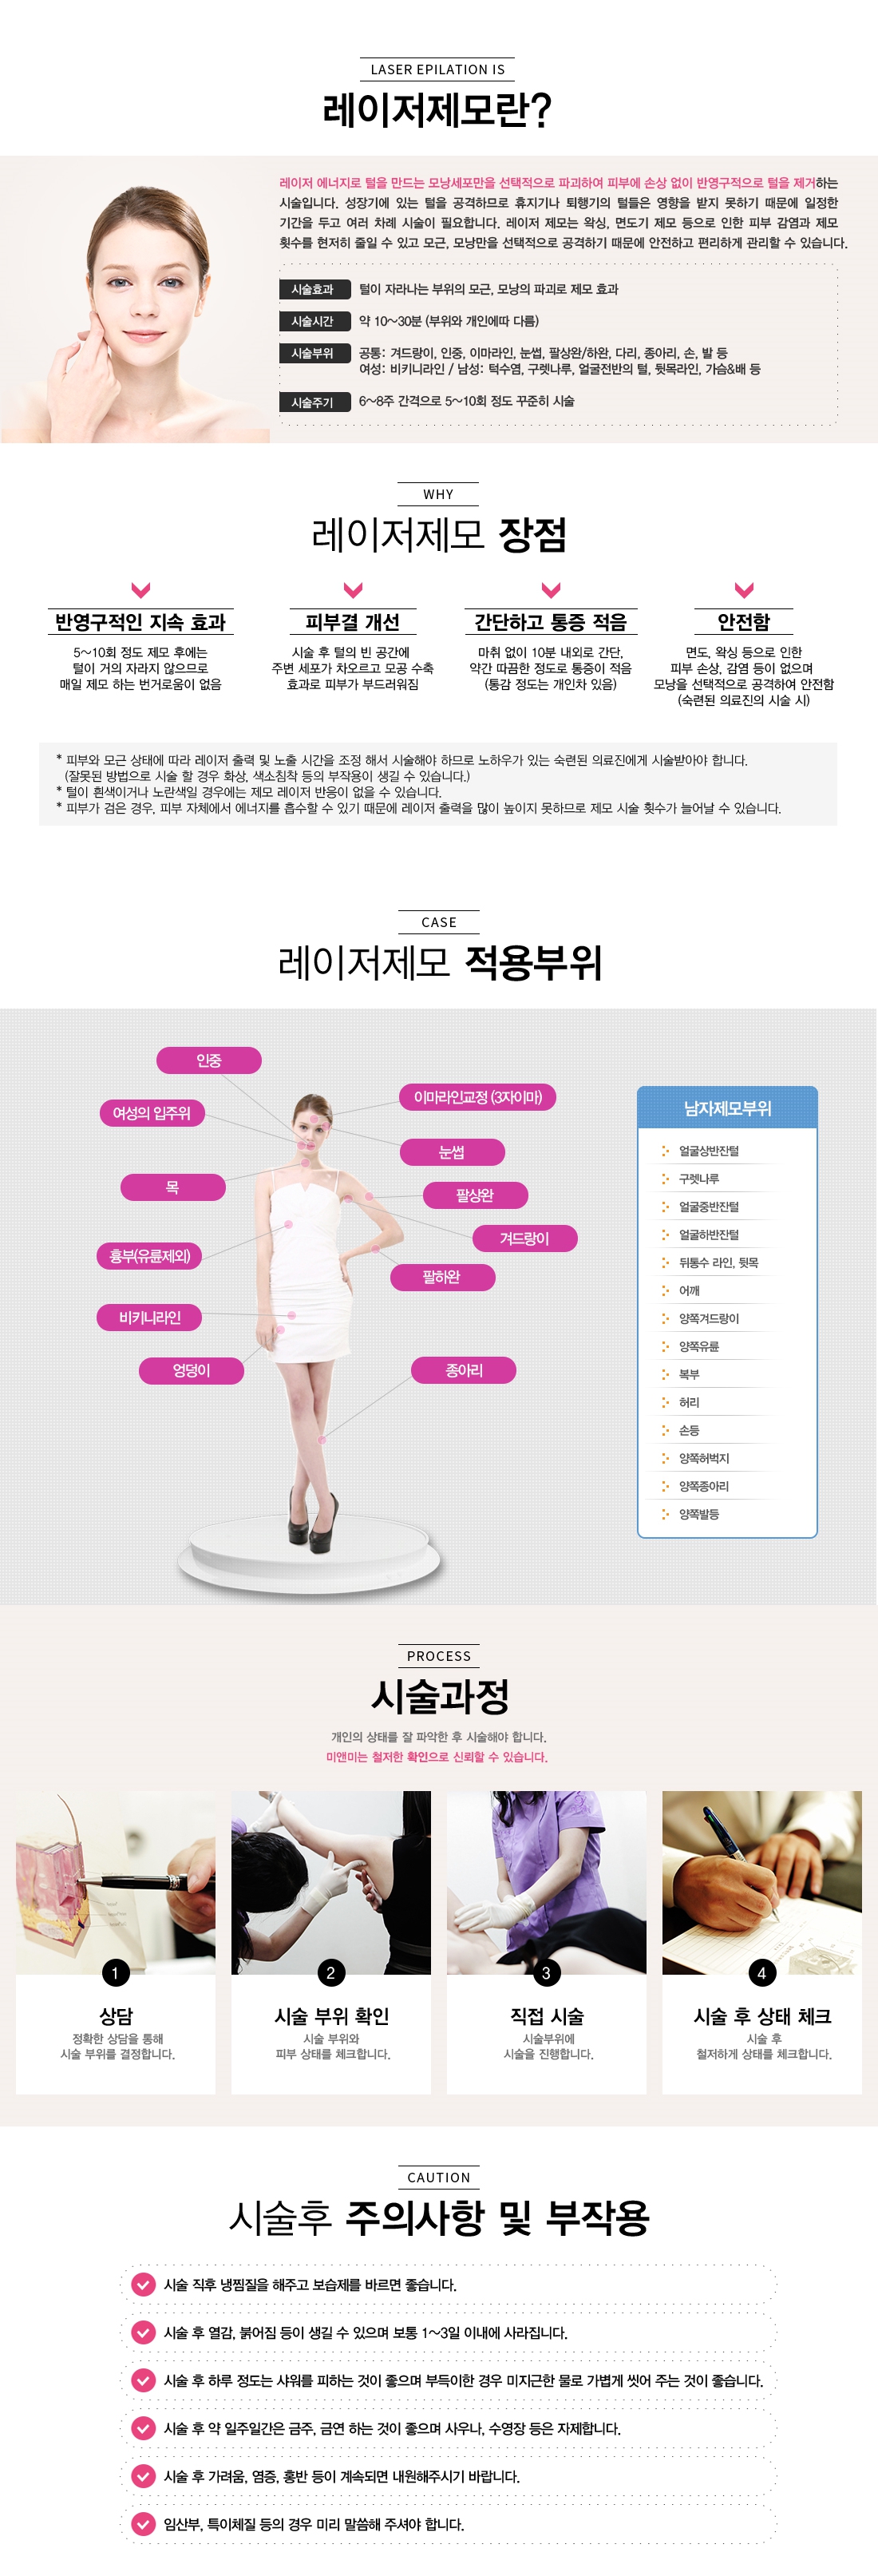 LASER EPILATION IS
레이저제모란?
레이저 에너지로 털을 만드는 모낭세포만을 선택적으로 파괴하여 피부에 손상 없이 반영구적으로 털을 제거하는
시술입니다. 성장기에 있는 털을 공격하므로 휴지기나 퇴행기의 털들은 영향을 받지 못하기 때문에 일정한
기간을 두고 여러 차례 시술이 필요합니다. 레이저 제모는 왁싱, 면도기 제모 등으로 인한 피부 감염과 제모
횟수를 현저히 줄일 수 있고 모근, 모낭만을 선택적으로 공격하기 때문에 안전하고 편리하게 관리할 수 있습니다.
시술효과 털이 자라나는 부위의 모근, 모낭의 파괴로 제모 효과
시술시간 약 10~30분 (부위와 개인에따 다름)
시술부위 공통: 겨드랑이, 인중, 이마라인, 눈썹, 팔상완/하완, 다리, 종아리, 손, 발 등
여성: 비키니라인 / 남성: 턱수염, 구렛나루, 얼굴전반의 털, 뒷목라인, 가슴&배 등
시술주기 6~8주 간격으로 5~10회 정도 꾸준히 시술
WHY
레이저제모 장점
반영구적인 지속 효과
5~10회 정도 제모 후에는
털이 거의 자라지 않으므로
매일 제모 하는 번거로움이 없음
피부결 개선
시술 후 털의 빈 공간에
주변 세포가 차오르고 모공 수축
효과로 피부가 부드러워짐
간단하고 통증 적음
마취 없이 10분 내외로 간단,
약간 따끔한 정도로 통증이 적음
(통감 정도는 개인차 있음)
안전함
면도, 왁싱 등으로 인한
피부 손상, 감염 등이 없으며
모낭을 선택적으로 공격하여 안전함
(숙련된 의료진의 시술 시)
* 피부와 모근 상태에 따라 레이저 출력 및 노출 시간을 조정 해서 시술해야 하므로 노하우가 있는 숙련된 의료진에게 시술받아야 합니다.
(잘못된 방법으로 시술 할 경우 화상, 색소침착 등의 부작용이 생길 수 있습니다.)
* 털이 흰색이거나 노란색일 경우에는 제모 레이저 반응이 없을 수 있습니다.
* 피부가 검은 경우, 피부 자체에서 에너지를 흡수할 수 있기 때문에 레이저 출력을 많이 높이지 못하므로 제모 시술 횟수가 늘어날 수 있습니다.
CASE
레이저제모 적용부위
인중
여성의 입주위
목
흉부(유륜제외)
비키니라인
엉덩이
이마라인교정 (3자이마)
눈썹
팔상완
겨드랑이
팔하완
종아리
남자제모부위
얼굴상반잔털
구렛나루
얼굴중반잔털
얼굴하반잔털
뒤통수 라인, 뒷목
어깨
양쪽겨드랑이
양쪽유륜
복부
허리
손등
양쪽허벅지
양쪽종아리
양쪽발등
PROCESS
시술과정
개인의 상태를 잘 파악한 후 시술해야 합니다.
미앤미는 철저한 확인으로 신뢰할 수 있습니다.
1
상담
정확한 상담을 통해
시술 부위를 결정합니다.
2
시술 부위 확인
시술 부위와
피부 상태를 체크합니다.
3
직접 시술
시술부위에
시술을 진행합니다.
4
시술 후 상태 체크
시술 후
철저하게 상태를 체크합니다.
CAUTION
시술후 주의사항 및 부작용
시술 직후 냉찜질을 해주고 보습제를 바르면 좋습니다.
시술 후 열감, 붉어짐 등이 생길 수 있으며 보통 1~3일 이내에 사라집니다.
시술 후 하루 정도는 샤워를 피하는 것이 좋으며 부득이한 경우 미지근한 물로 가볍게 씻어 주는 것이 좋습니다.
시술 후 약 일주일간은 금주, 금연 하는 것이 좋으며 사우나, 수영장 등은 자제합니다.
시술 후 가려움, 염증, 홍반 등이 계속되면 내원해주시기 바랍니다.
임산부, 특이체질 등의 경우 미리 말씀해 주셔야 합니다.